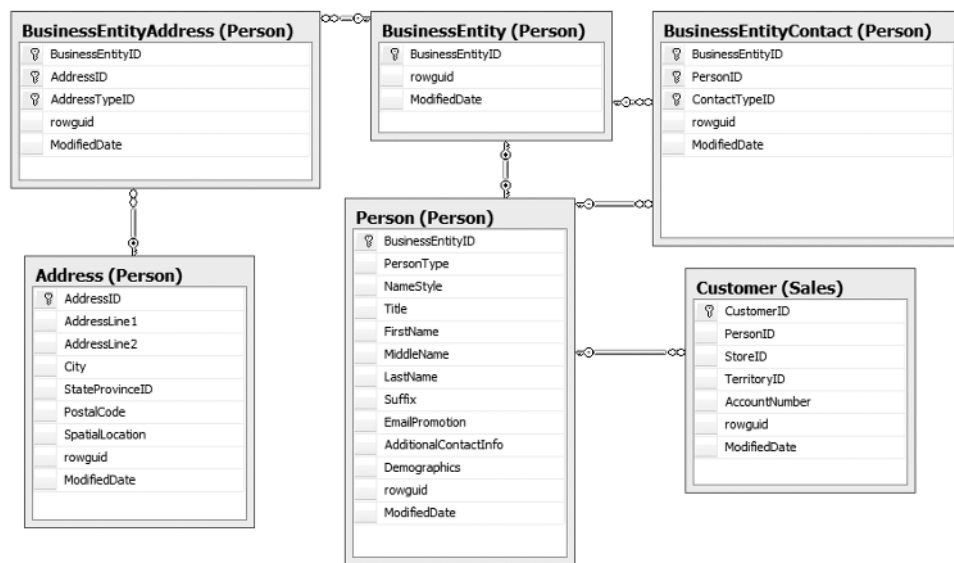 BusinessEntityAddress (Person)
BusinessEntityID
AddressID
AddressTypeID
rowguid
ModifiedDate
BusinessEntity (Person)
BusinessEntityID
rowguid
ModifiedDate
BusinessEntityContact (Person)
BusinessEntityID
PersonID
ContactTypeID
rowguid
ModifiedDate
Address (Person)
AddressID
AddressLine1
AddressLine2
City
StateProvinceID
PostalCode
SpatialLocation
rowguid
ModifiedDate
Person (Person)
BusinessEntityID
PersonType
NameStyle
Title
FirstName
MiddleName
LastName
Suffix
EmailPromotion
AdditionalContactInfo
Demographics
rowguid
ModifiedDate
Customer (Sales)
CustomerID
PersonID
StoreID
TerritoryID
AccountNumber
rowguid
ModifiedDate